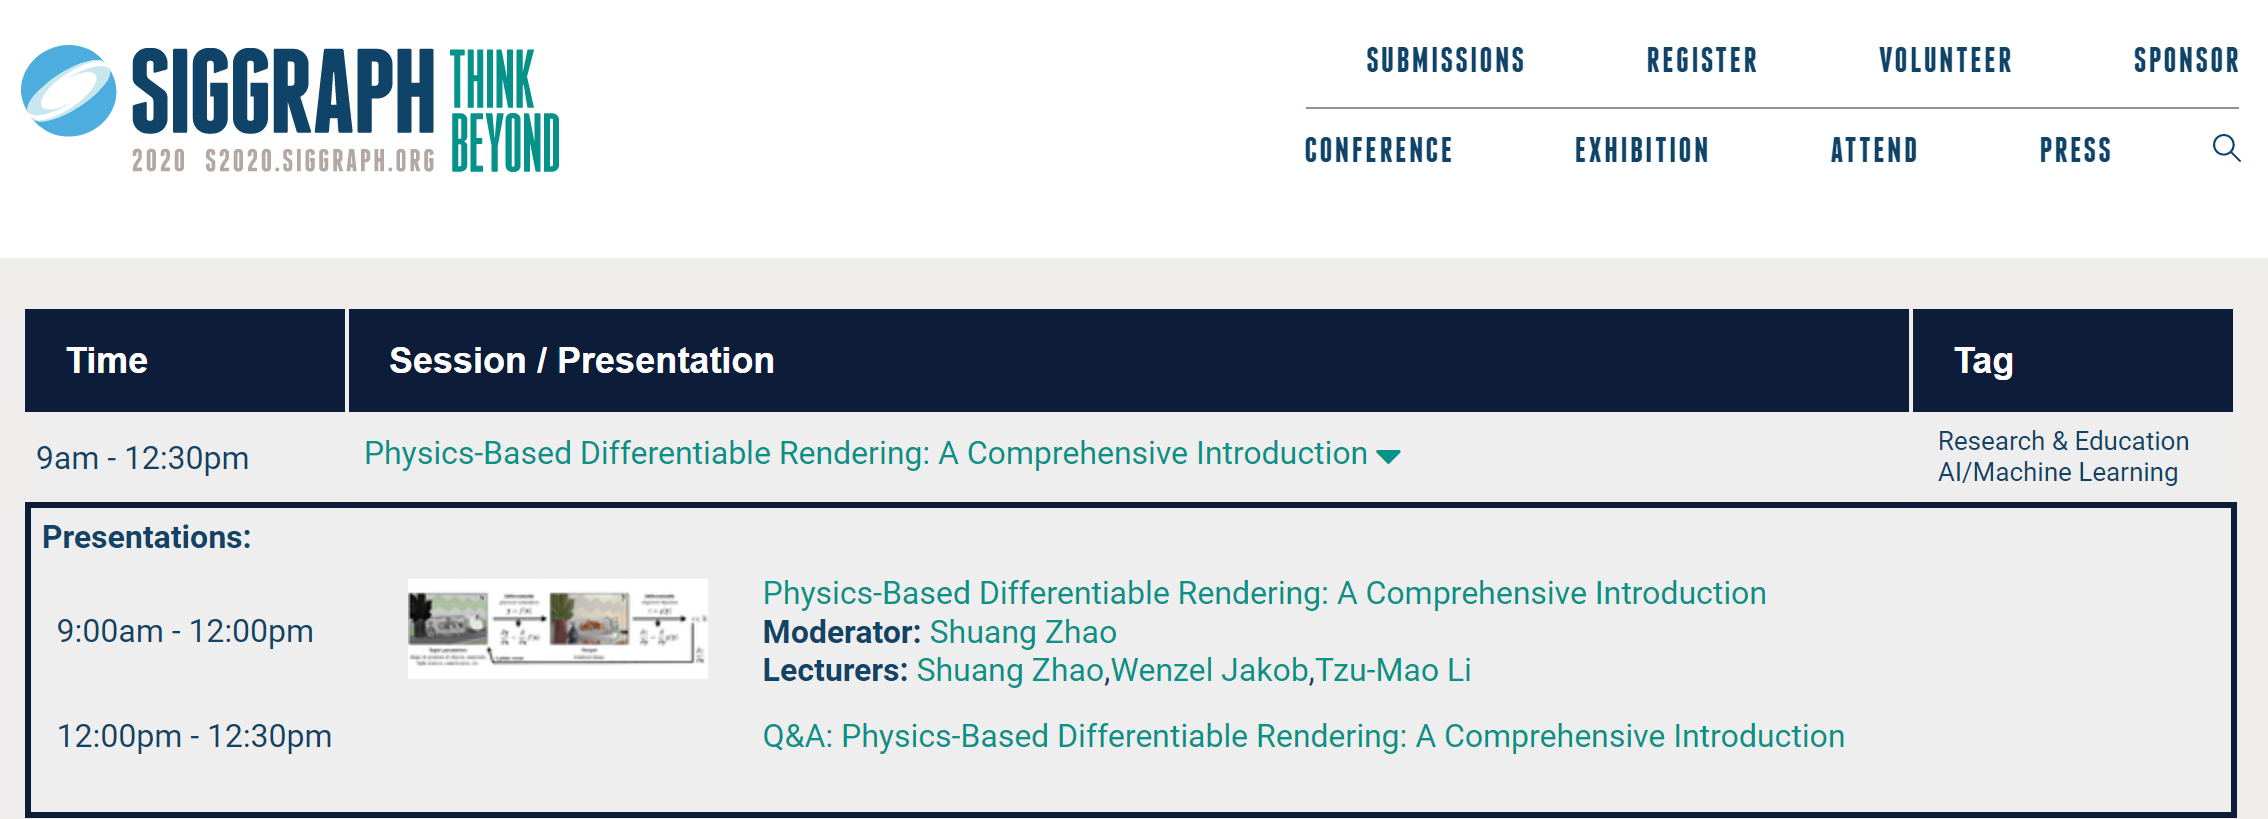 SIGGRAPH THINK BEYOND
2020 S2020.SIGGRAPH.ORG
SUBMISSIONS REGISTER VOLUNTEER SPONSOR
CONFERENCE EXHIBITION ATTEND PRESS
Time Session / Presentation Tag
9am - 12:30pm Physics-Based Differentiable Rendering: A Comprehensive Introduction Research & Education
AI/Machine Learning
Presentations:
Physics-Based Differentiable Rendering: A Comprehensive Introduction
9:00am - 12:00pm Moderator: Shuang Zhao
Lecturers: Shuang Zhao,Wenzel Jakob,Tzu-Mao Li
12:00pm - 12:30pm Q&A: Physics-Based Differentiable Rendering: A Comprehensive Introduction